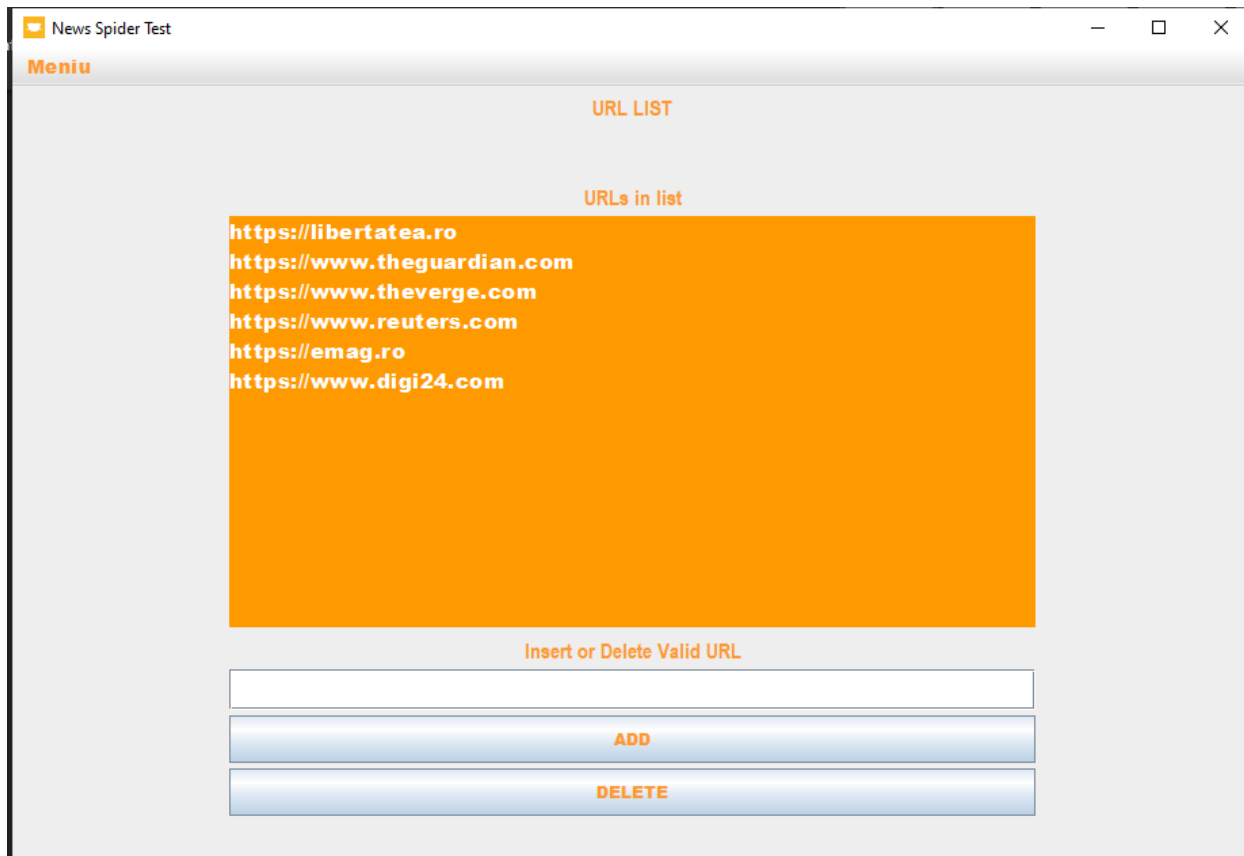 News Spider Test
Meniu
URL LIST
URLs in list
https://libertatea.ro
https://www.theguardian.com
https://www.theverge.com
https://www.reuters.com
https://emag.ro
https://www.digi24.com
Insert or Delete Valid URL
ADD
DELETE